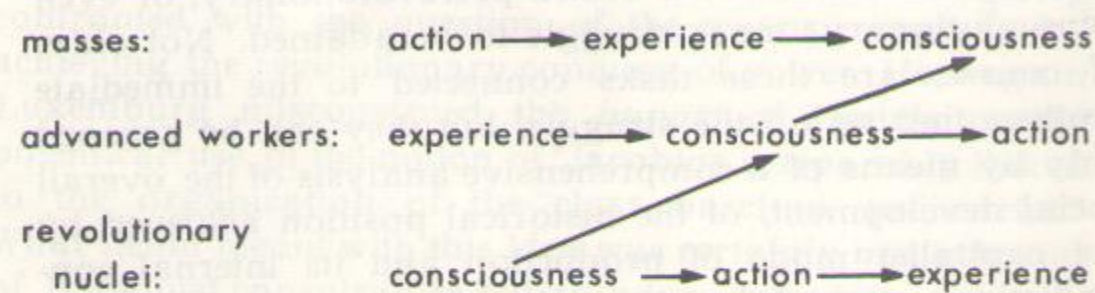 masses: action → experience → consciousness
advanced workers: experience → consciousness → action
revolutionary
nuclei: consciousness → action → experience